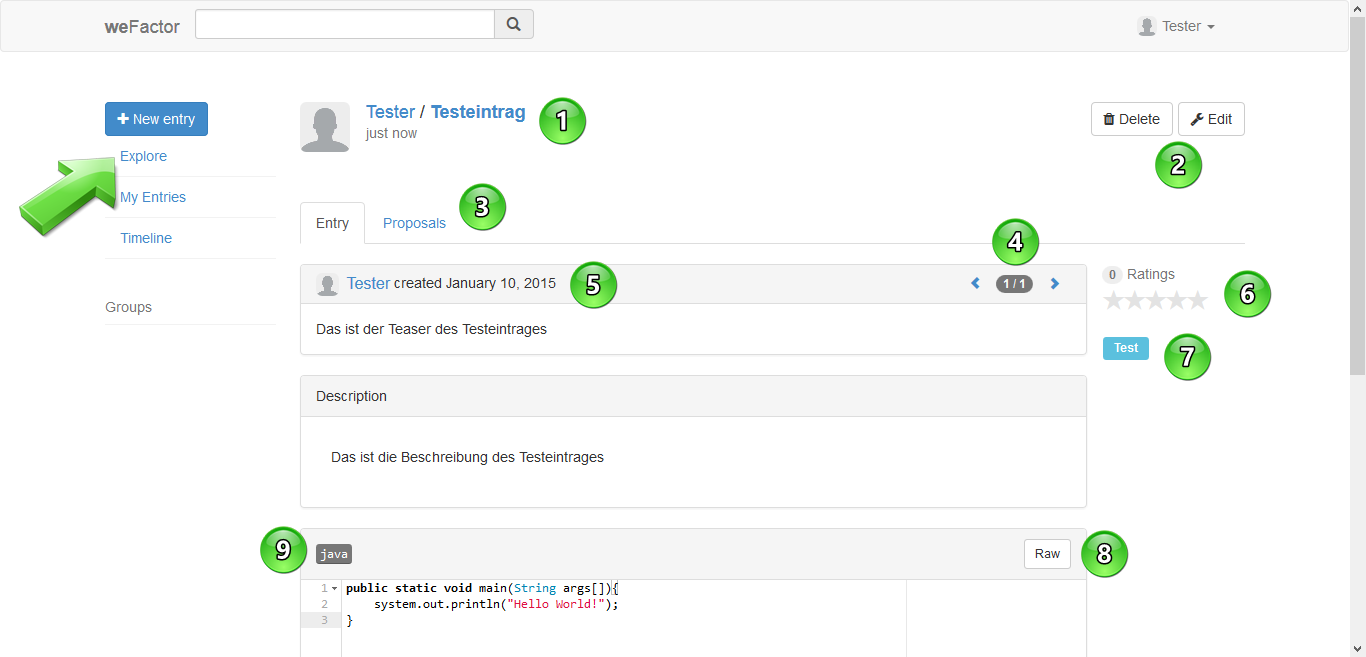 weFactor
Tester
New entry
Explore
My Entries
Timeline
Groups
Tester / Testeintrag 1
just now
Delete Edit
2
Entry Proposals 3
4
Tester created January 10, 2015 5 1 / 1
Das ist der Teaser des Testeintrages
0 Ratings 6
Test 7
Description
Das ist die Beschreibung des Testeintrages
9 java Raw 8
1 public static void main(String args[]){
2 system.out.println("Hello World!");
3 }